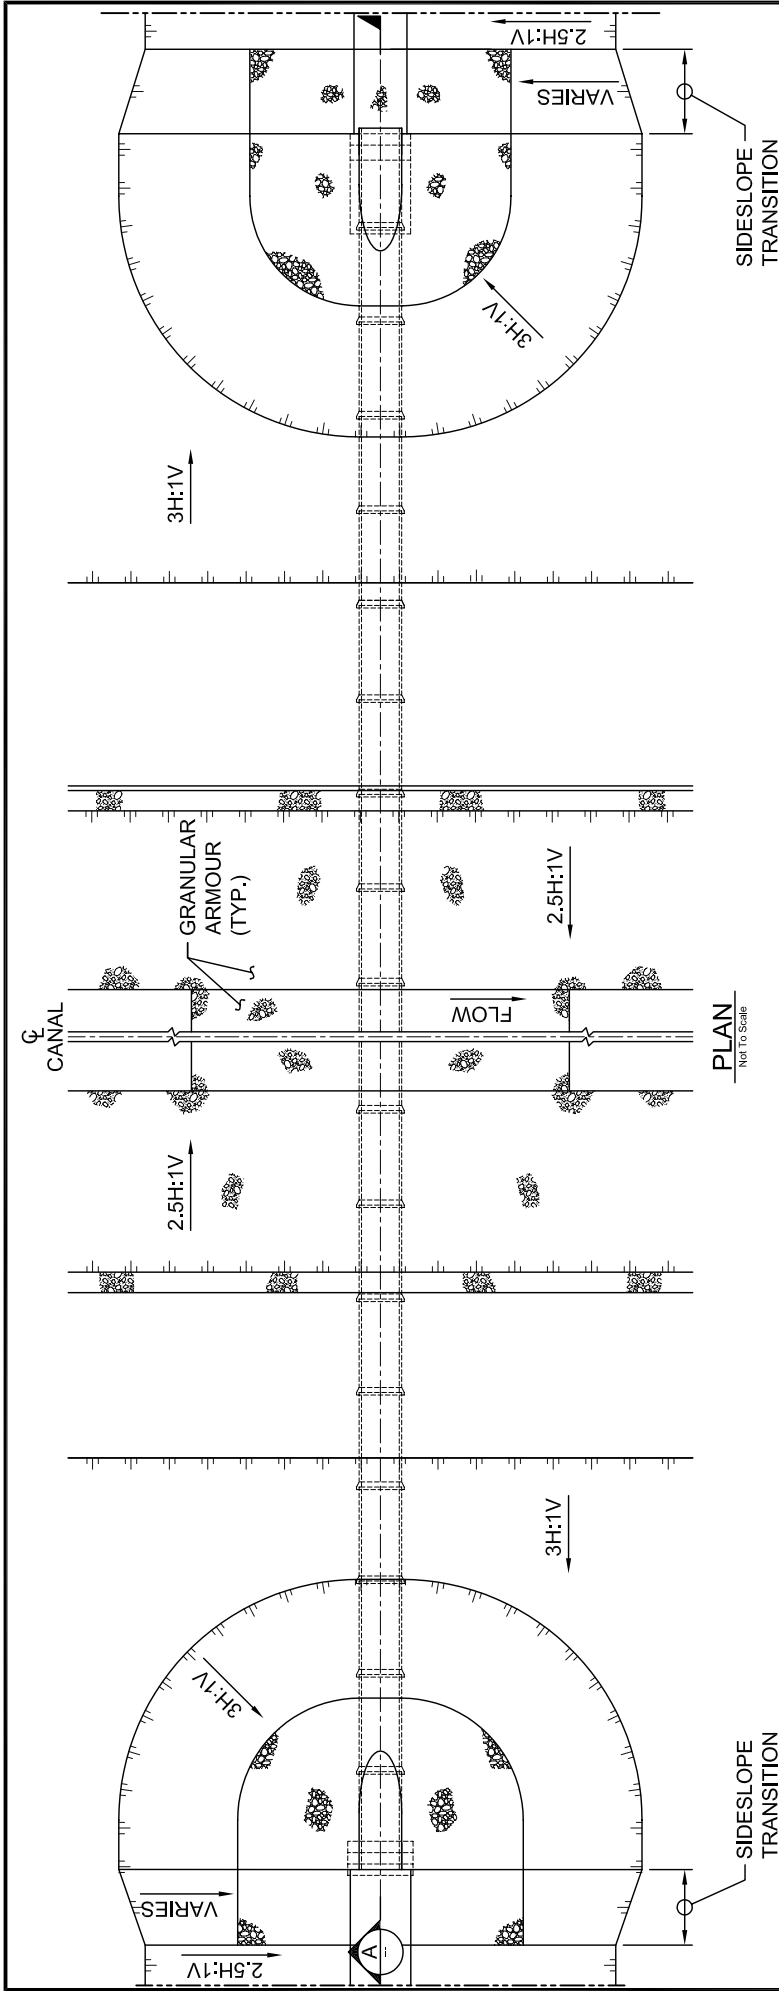 2.5H:1V
VARIES
SIDESLOPE
TRANSITION
3H:1V
3H:1V
GRANULAR
ARMOUR
(TYP.)
2.5H:1V
℄
CANAL
FLOW
PLAN
Not To Scale
2.5H:1V
3H:1V
3H:1V
VARIES
2.5H:1V
A
–
SIDESLOPE
TRANSITION